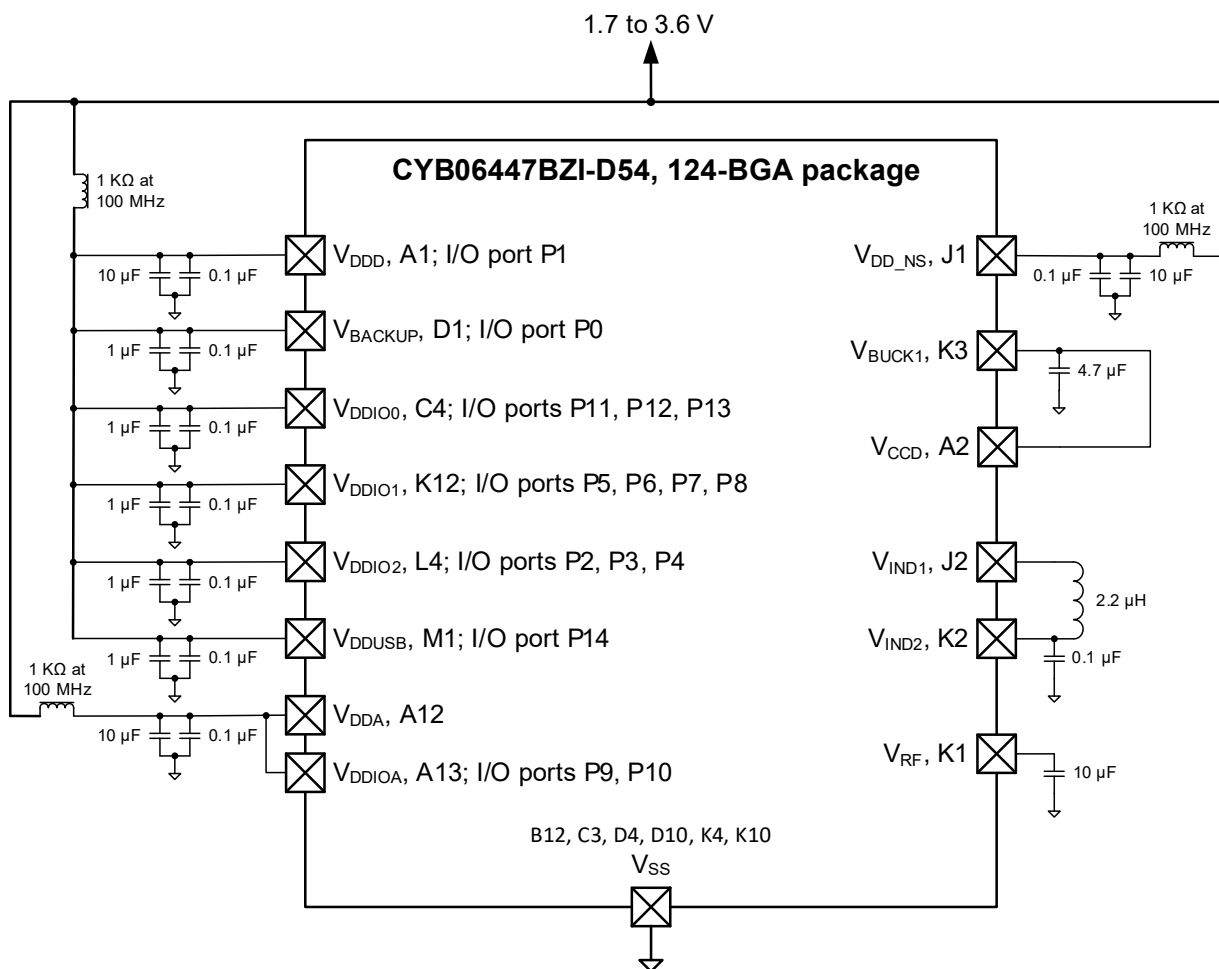 1.7 to 3.6 V
CYB06447BZI-D54, 124-BGA package
1 KΩ at
100 MHz
1 KΩ at
100 MHz
10 µF
0.1 µF
VDDD, A1; I/O port P1
VDD_NS, J1
0.1 µF
10 µF
1 µF
0.1 µF
VBACKUP, D1; I/O port P0
VBUCK1, K3
4.7 µF
1 µF
0.1 µF
VDDIO0, C4; I/O ports P11, P12, P13
VCCD, A2
1 µF
0.1 µF
VDDIO1, K12; I/O ports P5, P6, P7, P8
1 µF
0.1 µF
VDDIO2, L4; I/O ports P2, P3, P4
VIND1, J2
2.2 µH
1 µF
0.1 µF
VDDUSB, M1; I/O port P14
VIND2, K2
0.1 µF
1 KΩ at
100 MHz
10 µF
0.1 µF
VDDA, A12
VDDIOA, A13; I/O ports P9, P10
VRF, K1
10 µF
B12, C3, D4, D10, K4, K10
VSS